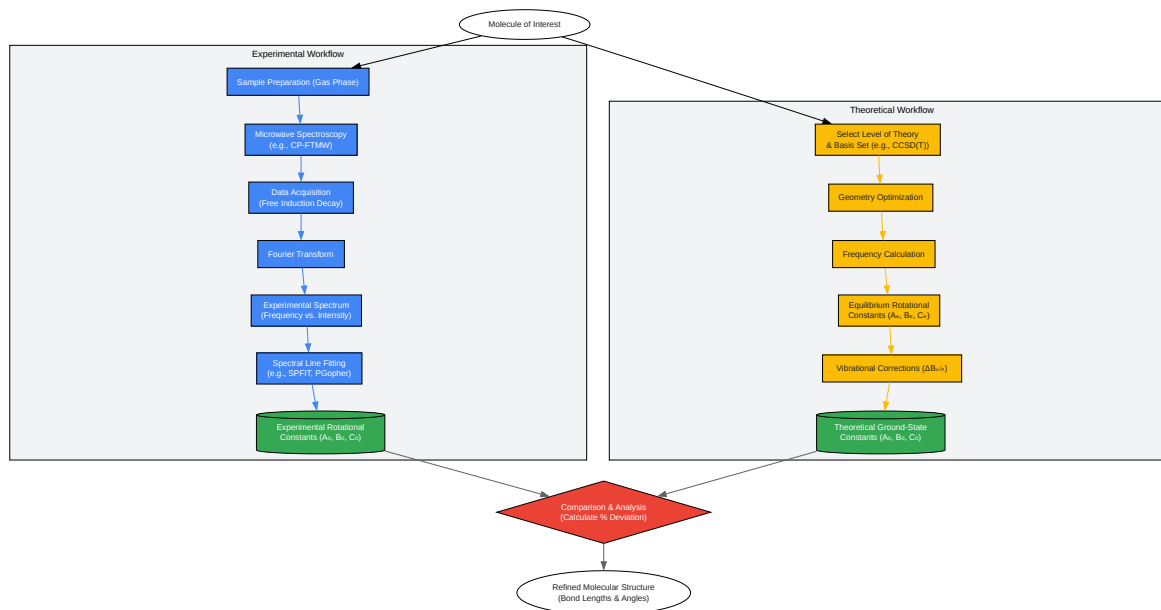 Molecule of Interest
Experimental Workflow
Sample Preparation (Gas Phase)
Microwave Spectroscopy
(e.g., CP-FTMW)
Data Acquisition
(Free Induction Decay)
Fourier Transform
Experimental Spectrum
(Frequency vs. Intensity)
Spectral Line Fitting
(e.g., SPFIT, PGopher)
Experimental Rotational
Constants (A₀, B₀, C₀)
Theoretical Workflow
Select Level of Theory
& Basis Set (e.g., CCSD(T))
Geometry Optimization
Frequency Calculation
Equilibrium Rotational
Constants (Aₑ, Bₑ, Cₑ)
Vibrational Corrections
Theoretical Ground-State
Constants (A₀, B₀, C₀)
Comparison & Analysis
(Calculate % Deviation)
Refined Molecular Structure
(Bond Lengths & Angles)